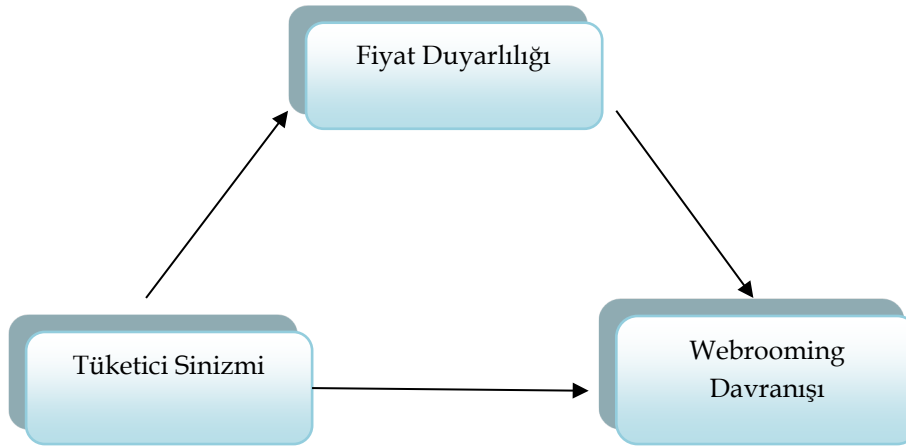 Fiyat Duyarlılığı
Tüketici Sinizmi
Webrooming
Davranışı